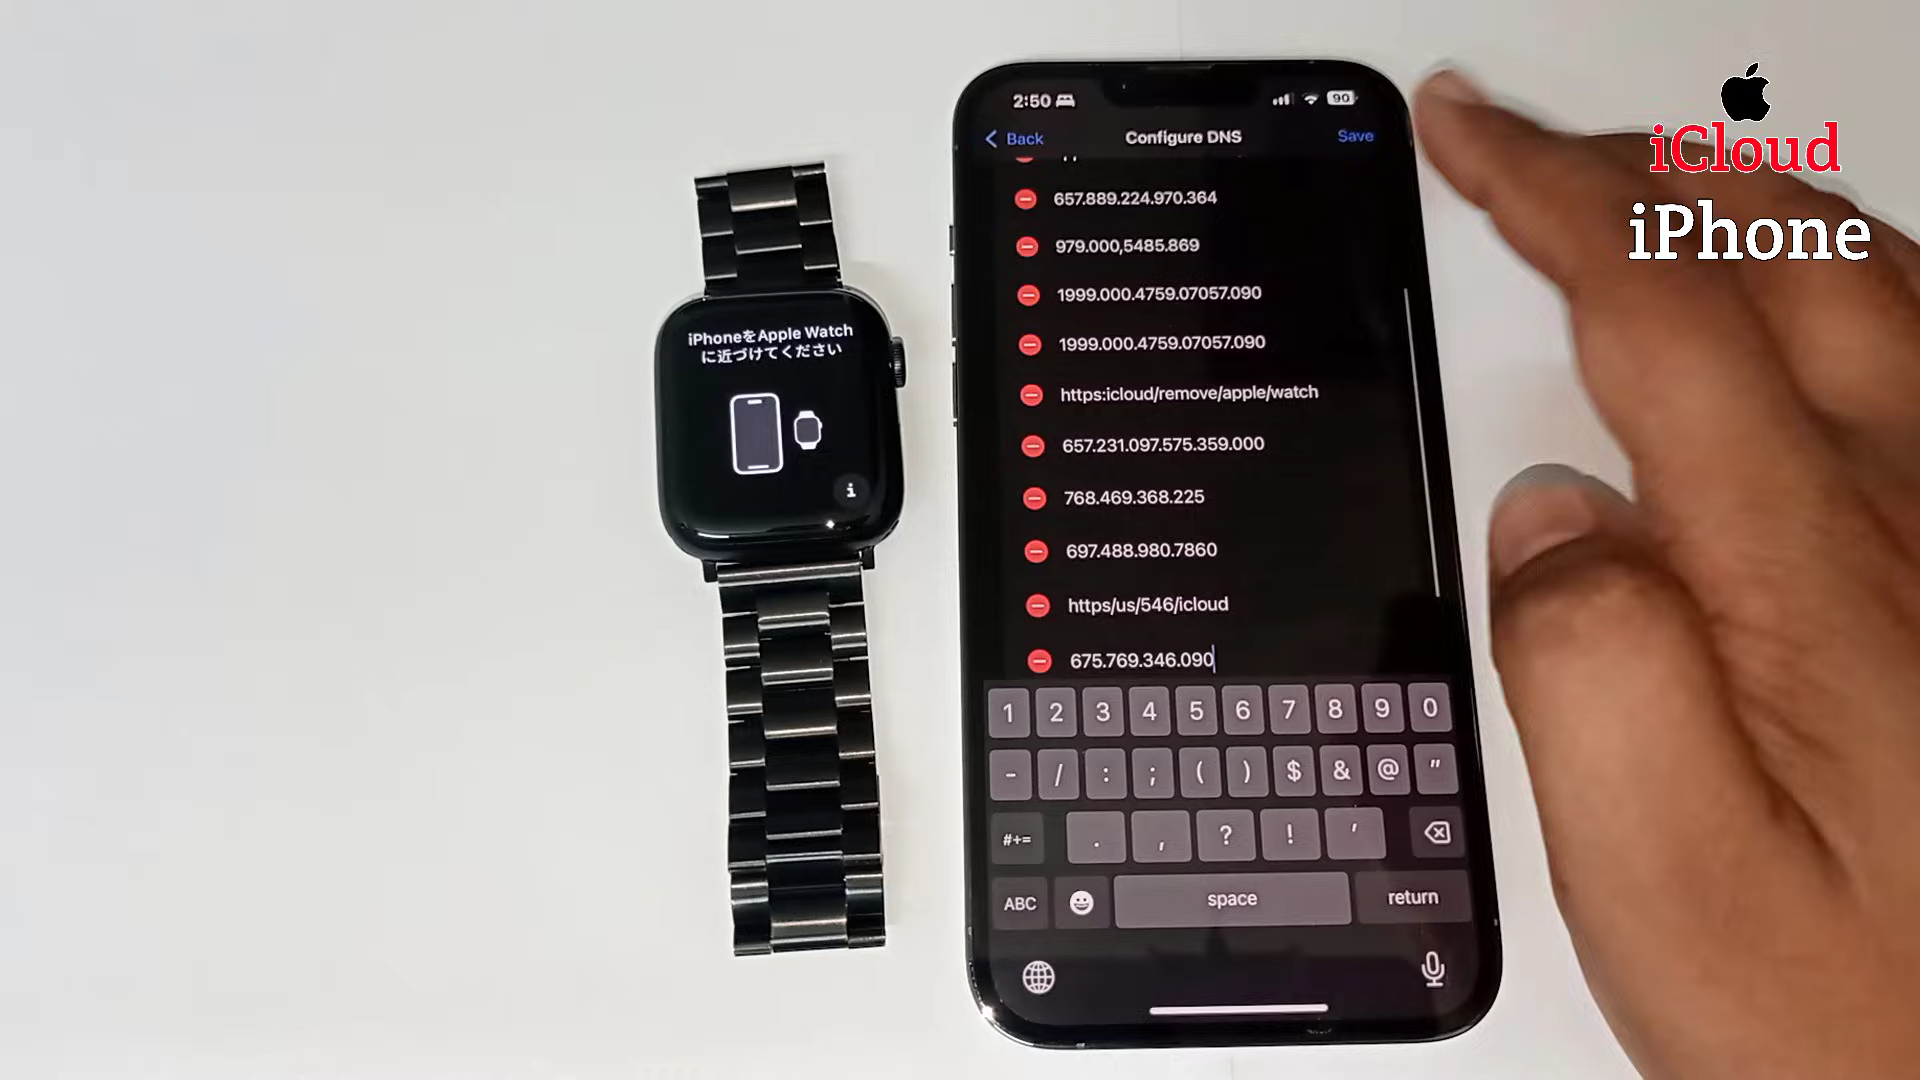 iPhoneをApple Watch
に近づけてください
i
2:50
90
Back
Configure DNS
Save
657.889.224.970.364
979.000,5485.869
1999.000.4759.07057.090
1999.000.4759.07057.090
https:icloud/remove/apple/watch
657.231.097.575.359.000
768.469.368.225
697.488.980.7860
https/us/546/icloud
675.769.346.090
1 2 3 4 5 6 7 8 9 0
- / : ; ( ) $ & @ "
#+= . , ? ! '
ABC space return
iCloud
iPhone